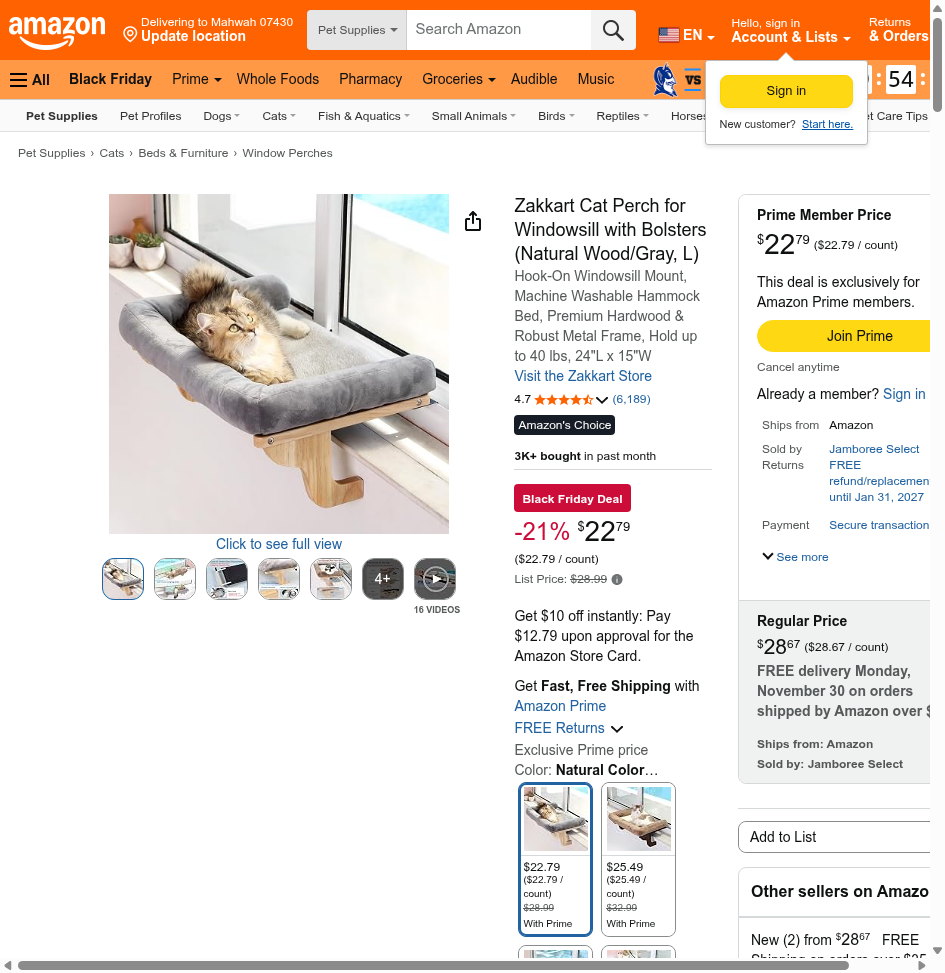 amazon
Delivering to Mahwah 07430
Update location
Pet Supplies
Search Amazon
EN
Hello, sign in
Account & Lists
Returns
& Orders
All
Black Friday
Prime
Whole Foods
Pharmacy
Groceries
Audible
Music
VS
: 54 :
Sign in
New customer? Start here.
Pet Supplies
Pet Profiles
Dogs
Cats
Fish & Aquatics
Small Animals
Birds
Reptiles
Horses
et Care Tips
Pet Supplies › Cats › Beds & Furniture › Window Perches
Click to see full view
4+
16 VIDEOS
Zakkart Cat Perch for
Windowsill with Bolsters
(Natural Wood/Gray, L)
Hook-On Windowsill Mount,
Machine Washable Hammock
Bed, Premium Hardwood &
Robust Metal Frame, Hold up
to 40 lbs, 24"L x 15"W
Visit the Zakkart Store
4.7 (6,189)
Amazon's Choice
3K+ bought in past month
Black Friday Deal
-21% $22 79
($22.79 / count)
List Price: $28.99
Get $10 off instantly: Pay
$12.79 upon approval for the
Amazon Store Card.
Get Fast, Free Shipping with
Amazon Prime
FREE Returns
Exclusive Prime price
Color: Natural Color…
$22.79
($22.79 /
count)
$28.99
With Prime
$25.49
($25.49 /
count)
$32.99
With Prime
Prime Member Price
$22 79 ($22.79 / count)
This deal is exclusively for
Amazon Prime members.
Join Prime
Cancel anytime
Already a member? Sign in
Ships from Amazon
Sold by Jamboree Select
Returns FREE
refund/replacemen
until Jan 31, 2027
Payment Secure transaction
See more
Regular Price
$28 67 ($28.67 / count)
FREE delivery Monday,
November 30 on orders
shipped by Amazon over $
Ships from: Amazon
Sold by: Jamboree Select
Add to List
Other sellers on Amazo
New (2) from $28 67 FREE
Shipping on orders over $35